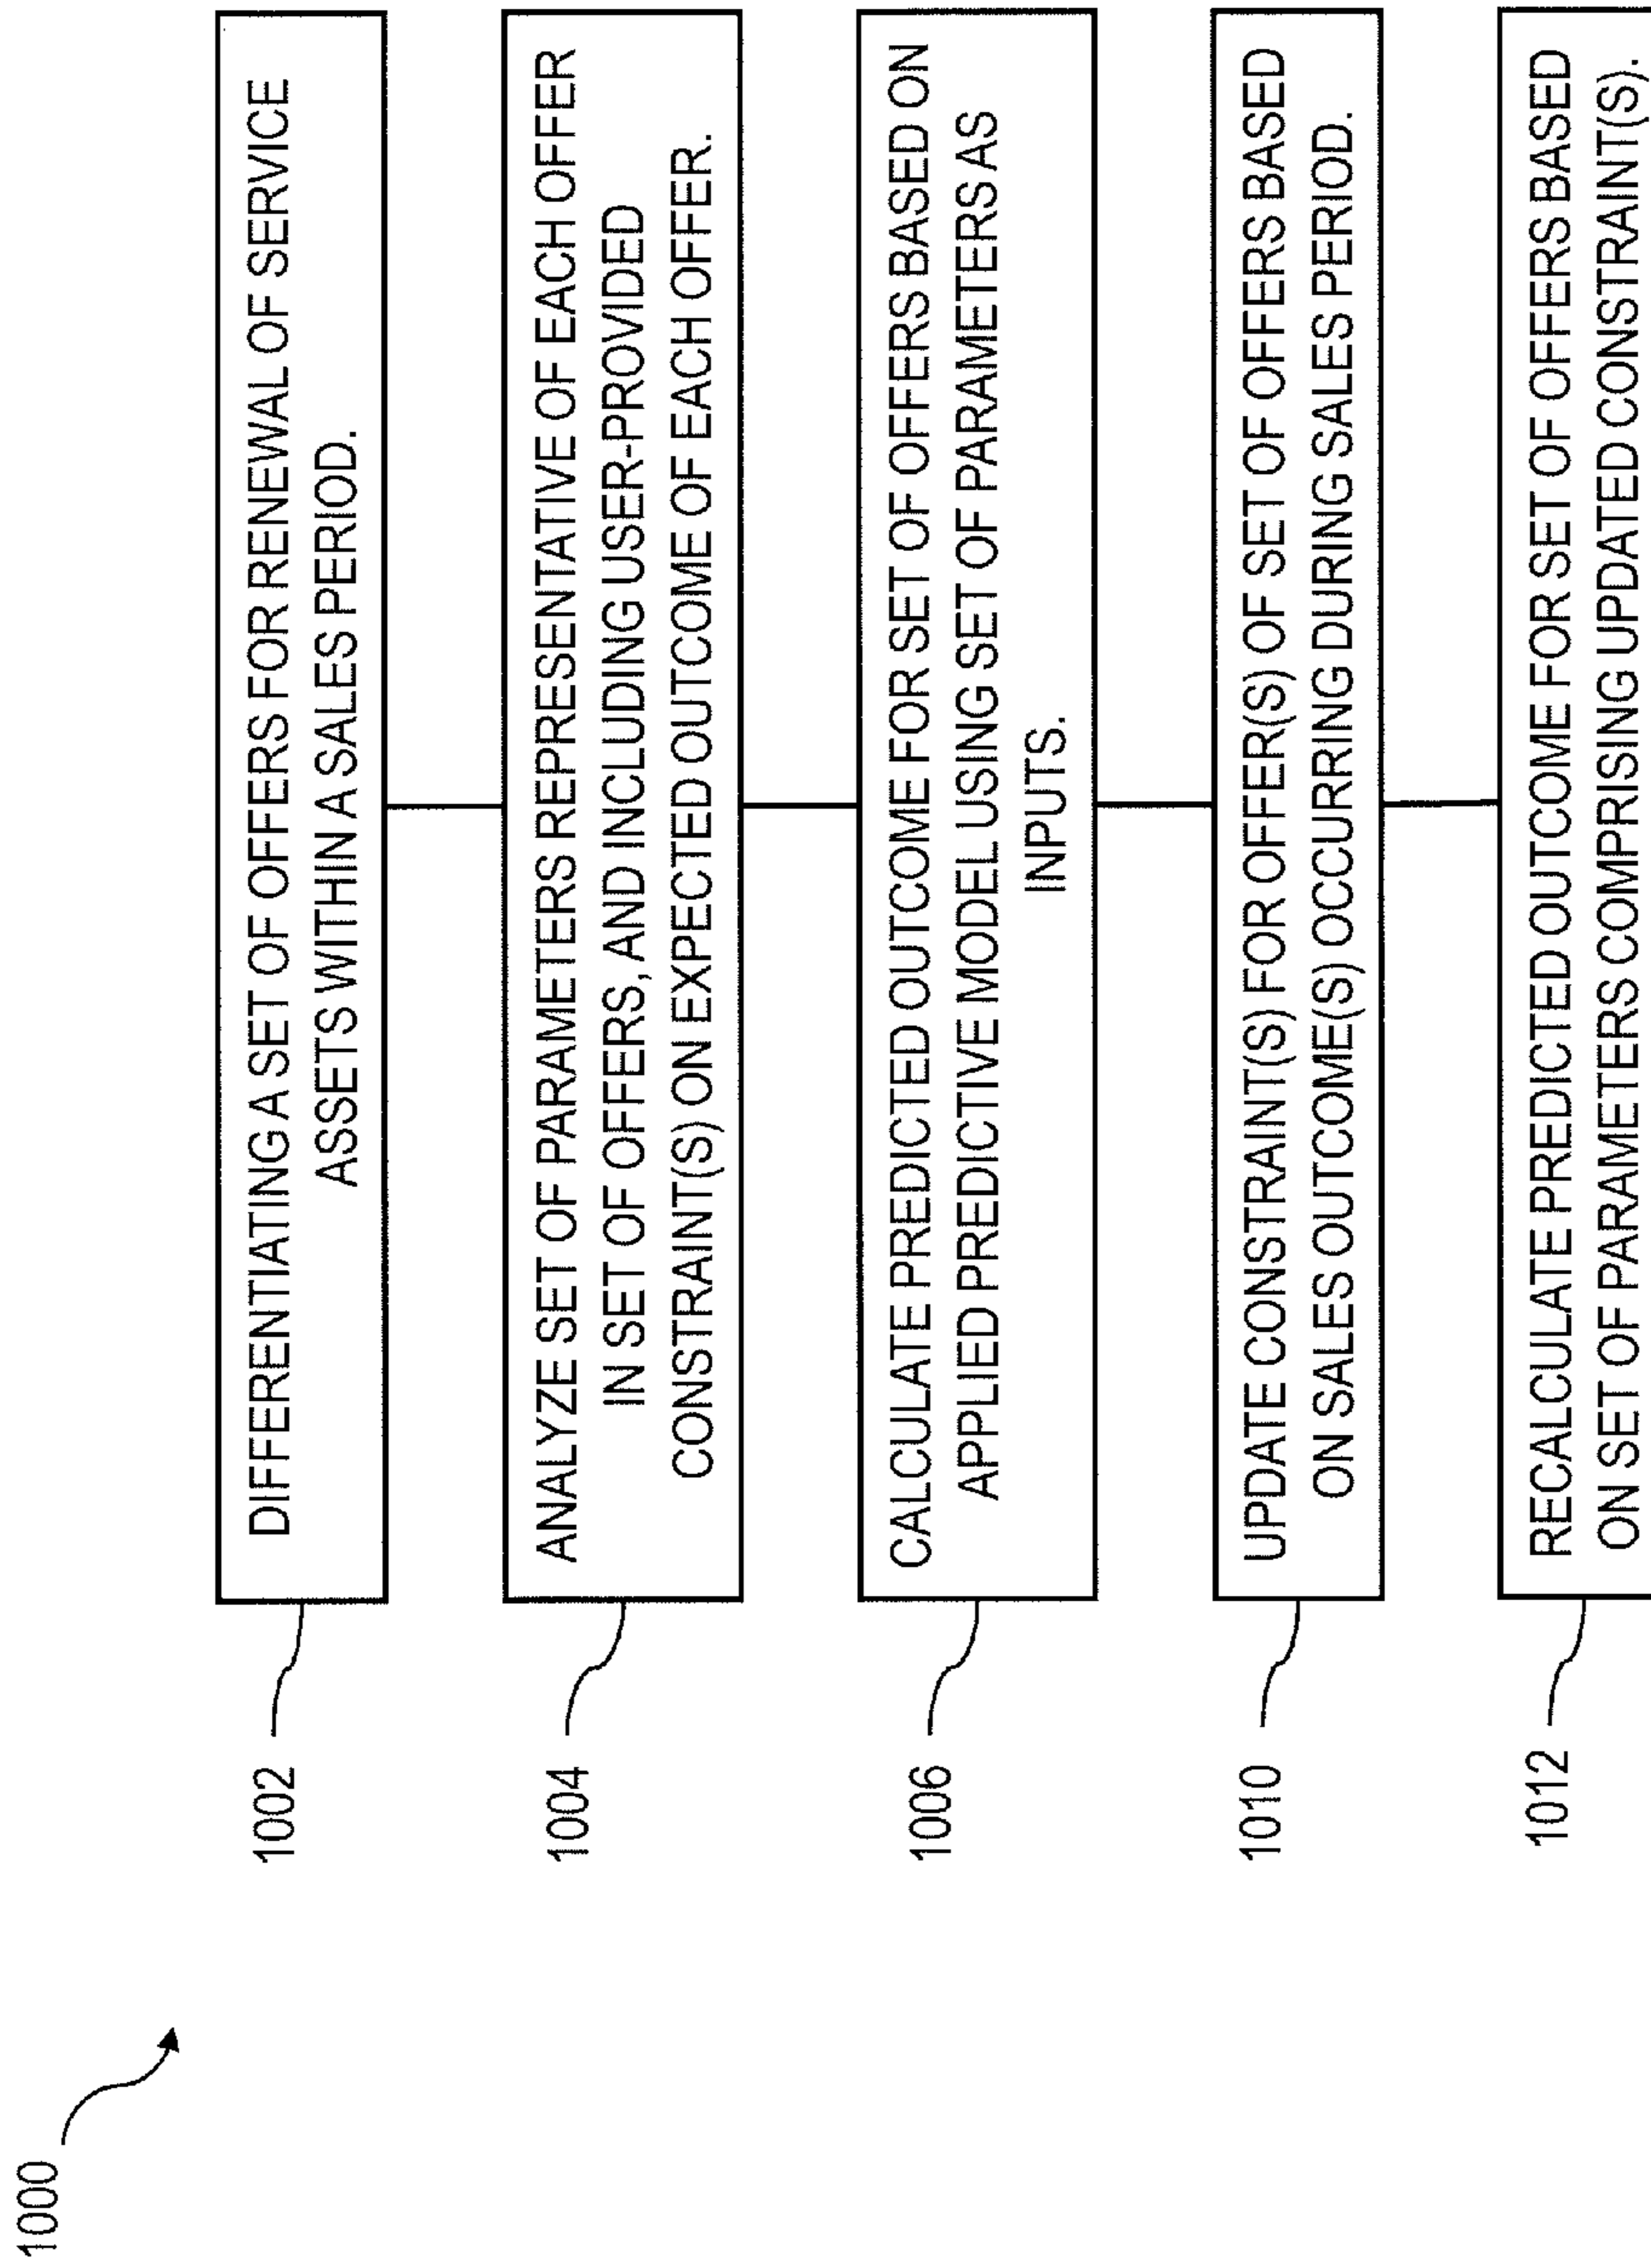 1000
1002
DIFFERENTIATING A SET OF OFFERS FOR RENEWAL OF SERVICE
ASSETS WITHIN A SALES PERIOD.
1004
ANALYZE SET OF PARAMETERS REPRESENTATIVE OF EACH OFFER
IN SET OF OFFERS, AND INCLUDING USER-PROVIDED
CONSTRAINT(S) ON EXPECTED OUTCOME OF EACH OFFER.
1006
CALCULATE PREDICTED OUTCOME FOR SET OF OFFERS BASED ON
APPLIED PREDICTIVE MODEL USING SET OF PARAMETERS AS
INPUTS.
1010
UPDATE CONSTRAINT(S) FOR OFFER(S) OF SET OF OFFERS BASED
ON SALES OUTCOME(S) OCCURRING DURING SALES PERIOD.
1012
RECALCULATE PREDICTED OUTCOME FOR SET OF OFFERS BASED
ON SET OF PARAMETERS COMPRISING UPDATED CONSTRAINT(S).